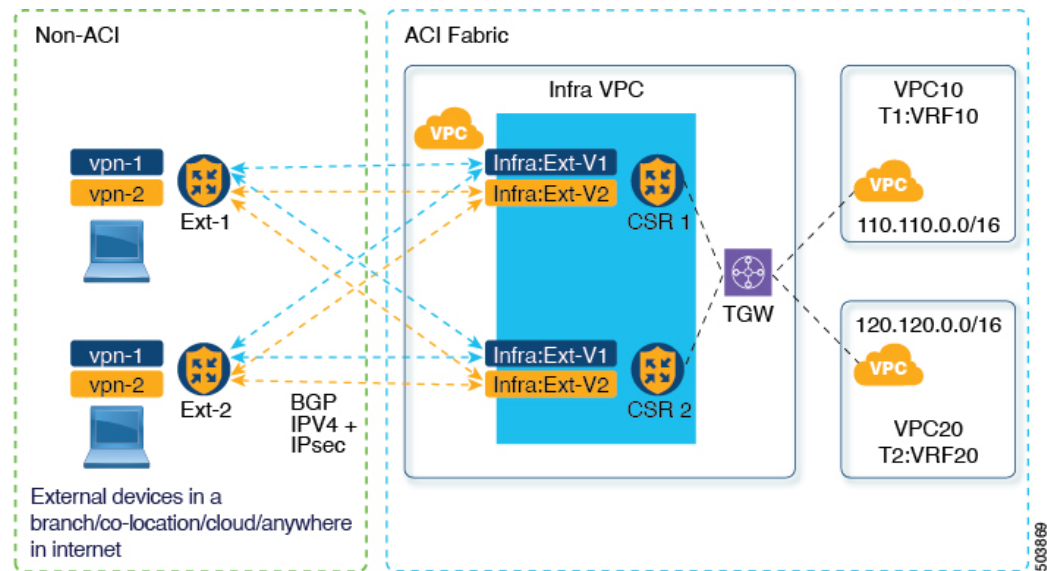 Non-ACI
vpn-1
vpn-2
Ext-1
vpn-1
vpn-2
Ext-2
BGP
IPV4 +
IPsec
External devices in a
branch/co-location/cloud/anywhere
in internet
ACI Fabric
Infra VPC
VPC
Infra:Ext-V1
Infra:Ext-V2
CSR 1
Infra:Ext-V1
Infra:Ext-V2
CSR 2
TGW
VPC10
T1:VRF10
VPC
110.110.0.0/16
120.120.0.0/16
VPC
VPC20
T2:VRF20
503869